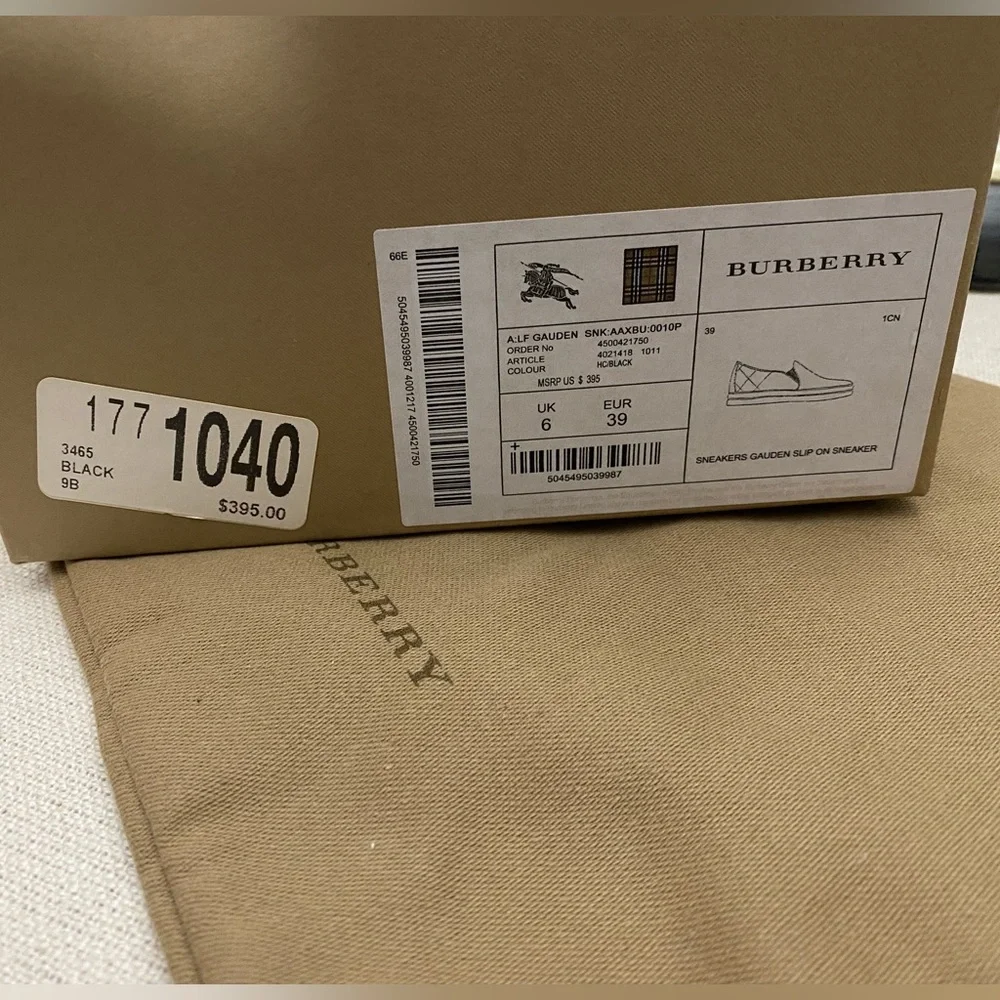 66E
5045495039987 4001217 4500421750
A:LF GAUDEN SNK:AAXBU:0010P
ORDER No 4500421750
ARTICLE 4021418 1011
COLOUR HC/BLACK
MSRP US $ 395
UK EUR
6 39
+
5045495039987
BURBERRY
1CN
39
SNEAKERS GAUDEN SLIP ON SNEAKER
177 1040
3465
BLACK
9B
$395.00
RBERRY